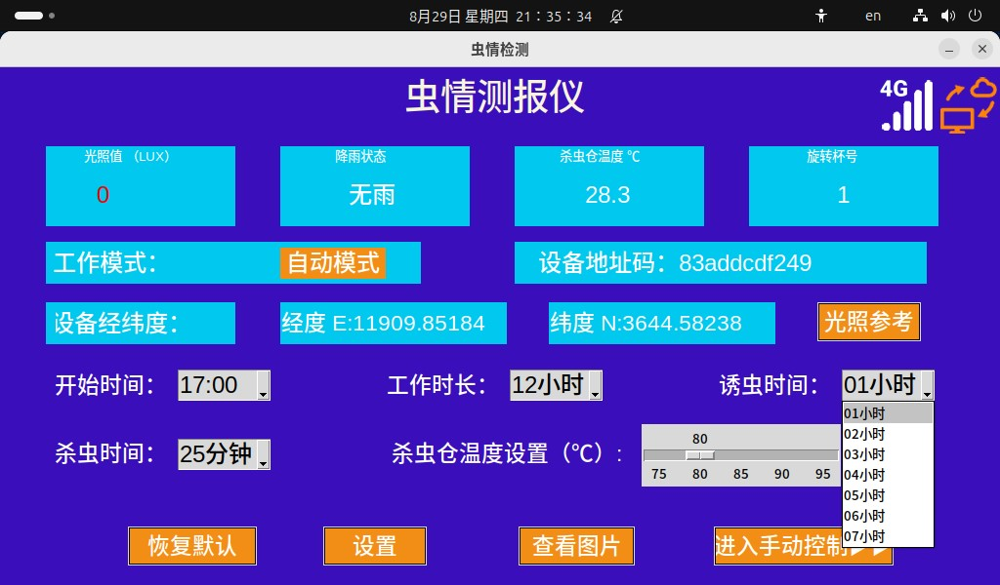 8月29日 星期四 21：35：34
en
虫情检测
虫情测报仪
4G
光照值 （LUX）
降雨状态
杀虫仓温度 ℃
旋转杯号
0
无雨
28.3
1
工作模式：
自动模式
设备地址码：83addcdf249
设备经纬度：
经度 E:11909.85184
纬度 N:3644.58238
光照参考
开始时间：
17:00
工作时长：
12小时
诱虫时间：
01小时
01小时
02小时
03小时
04小时
05小时
06小时
07小时
杀虫时间：
25分钟
杀虫仓温度设置（℃）:
80
75 80 85 90 95
恢复默认
设置
查看图片
进入手动控制